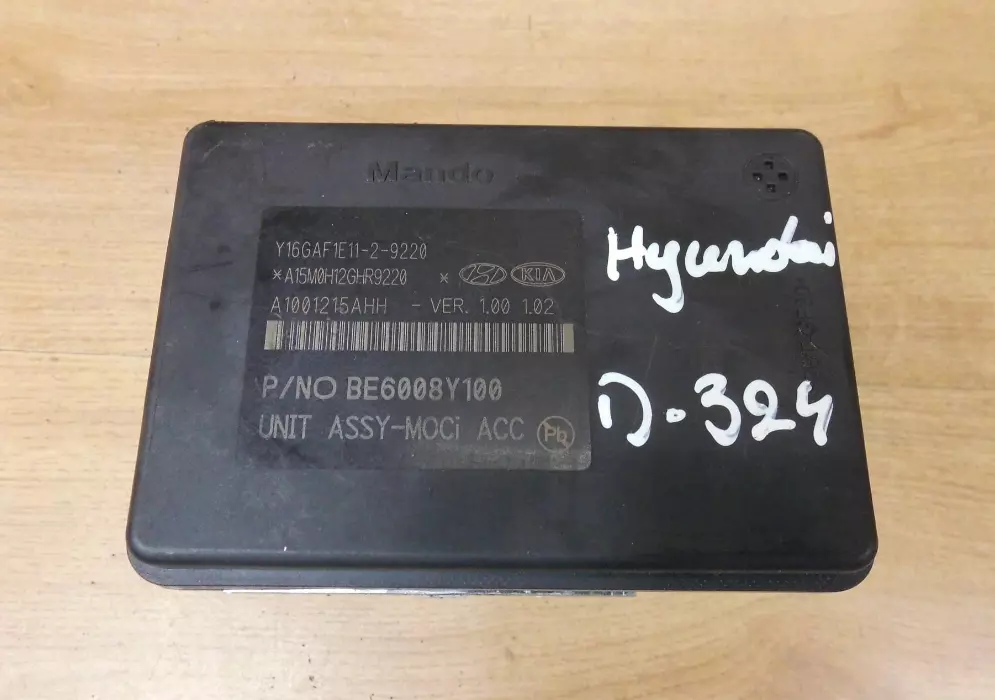 Mando
Y16GAF1E11-2-9220
*A15M0H12GHR9220 * KIA
A1001215AHH - VER. 1.00 1.02
P/NO BE6008Y100
UNIT ASSY-MOCi ACC Pb
Hyundai
D-324